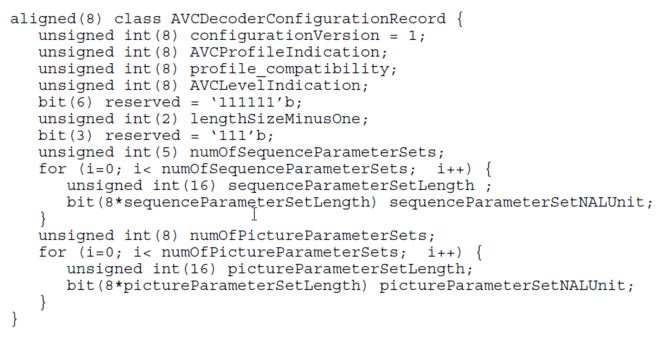 aligned(8) class AVCDecoderConfigurationRecord {
unsigned int(8) configurationVersion = 1;
unsigned int(8) AVCProfileIndication;
unsigned int(8) profile_compatibility;
unsigned int(8) AVCLevelIndication;
bit(6) reserved = ‘111111’b;
unsigned int(2) lengthSizeMinusOne;
bit(3) reserved = ‘111’b;
unsigned int(5) numOfSequenceParameterSets;
for (i=0; i< numOfSequenceParameterSets; i++) {
unsigned int(16) sequenceParameterSetLength ;
bit(8*sequenceParameterSetLength) sequenceParameterSetNALUnit;
}
unsigned int(8) numOfPictureParameterSets;
for (i=0; i< numOfPictureParameterSets; i++) {
unsigned int(16) pictureParameterSetLength;
bit(8*pictureParameterSetLength) pictureParameterSetNALUnit;
}
}